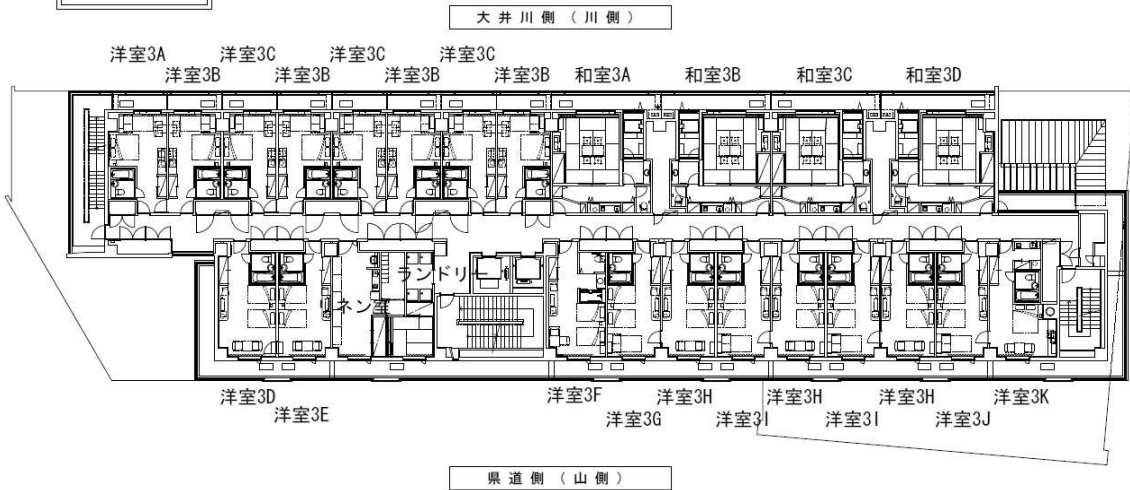 大井川側（川側）
洋室3A 洋室3C 洋室3C 洋室3C
洋室3B 洋室3B 洋室3B 洋室3B 和室3A 和室3B 和室3C 和室3D
ランドリー
リネン室
洋室3D 洋室3F 洋室3H 洋室3H 洋室3H 洋室3K
洋室3E 洋室3G 洋室3I 洋室3I 洋室3J
県道側（山側）